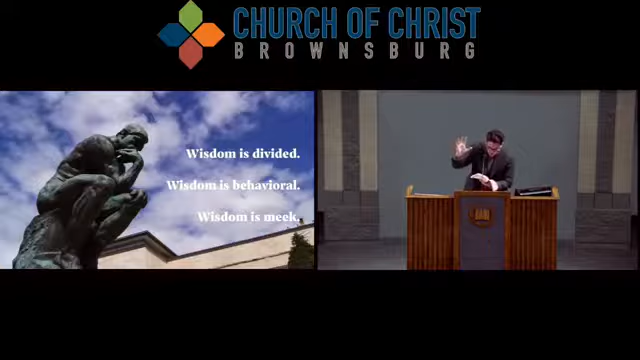 CHURCH OF CHRIST
BROWNSBURG
Wisdom is divided.
Wisdom is behavioral.
Wisdom is meek.